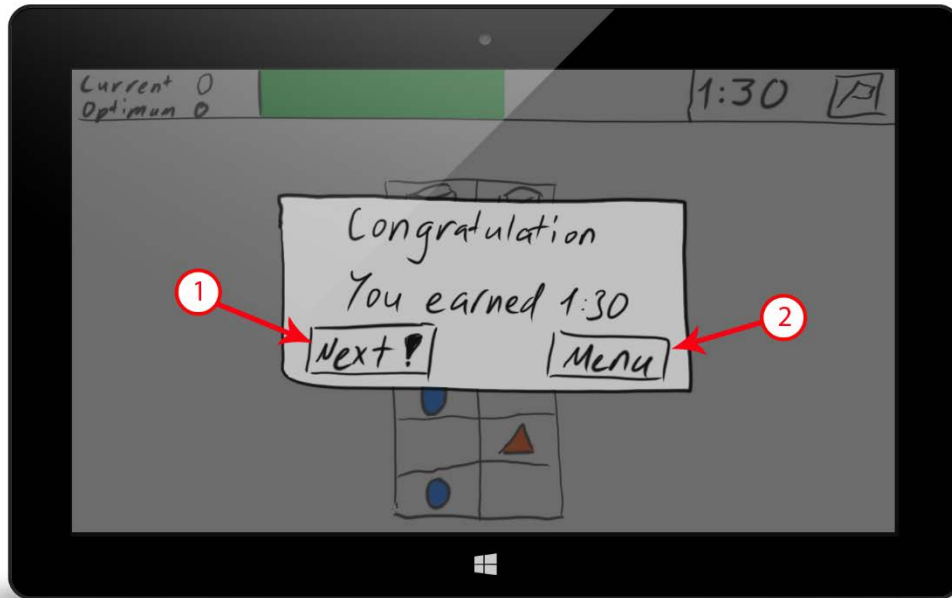 Current 0
Optimum 0
1:30
Congratulation
You earned 1:30
1
2
Next!
Menu